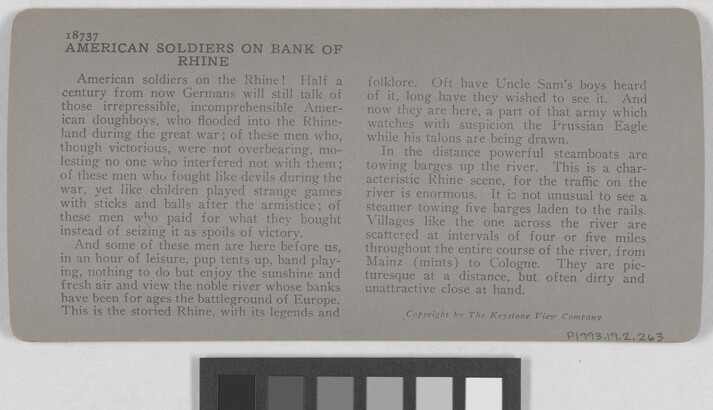 18737
AMERICAN SOLDIERS ON BANK OF
RHINE
American soldiers on the Rhine! Half a
century from now Germans will still talk of
those irrepressible, incomprehensible Amer-
ican doughboys, who flooded into the Rhine-
land during the great war; of these men who,
though victorious, were not overbearing, mo-
lesting no one who interfered not with them;
of these men who fought like devils during the
war, yet like children played strange games
with sticks and balls after the armistice; of
these men who paid for what they bought
instead of seizing it as spoils of victory.
And some of these men are here before us,
in an hour of leisure, pup tents up, band play-
ing, nothing to do but enjoy the sunshine and
fresh air and view the noble river whose banks
have been for ages the battleground of Europe.
This is the storied Rhine, with its legends and
folklore. Oft have Uncle Sam's boys heard
of it, long have they wished to see it. And
now they are here, a part of that army which
watches with suspicion the Prussian Eagle
while his talons are being drawn.
In the distance powerful steamboats are
towing barges up the river. This is a char-
acteristic Rhine scene, for the traffic on the
river is enormous. It is not unusual to see a
steamer towing five barges laden to the rails.
Villages like the one across the river are
scattered at intervals of four or five miles
throughout the entire course of the river, from
Mainz (mints) to Cologne. They are pic-
turesque at a distance, but often dirty and
unattractive close at hand.
Copyright by The Keystone View Company
P1993.19.2.263